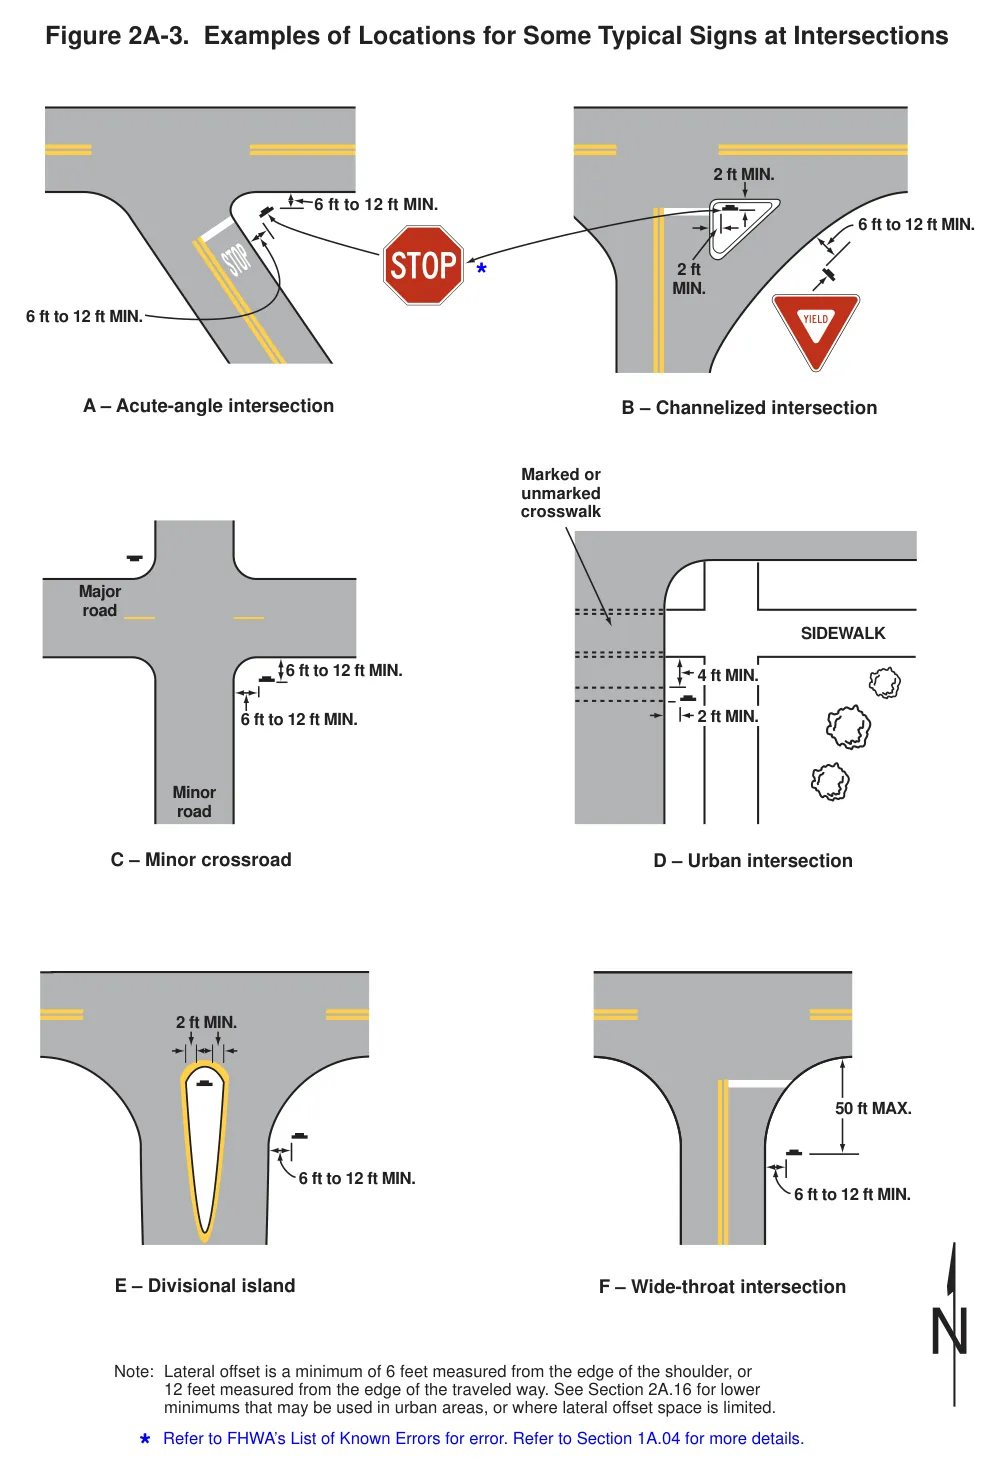 Figure 2A-3.  Examples of Locations for Some Typical Signs at Intersections
6 ft to 12 ft MIN.
STOP
6 ft to 12 ft MIN.
A – Acute-angle intersection
STOP
*
2 ft MIN.
6 ft to 12 ft MIN.
2 ft
MIN.
YIELD
B – Channelized intersection
Major
road
6 ft to 12 ft MIN.
6 ft to 12 ft MIN.
Minor
road
C – Minor crossroad
Marked or
unmarked
crosswalk
SIDEWALK
4 ft MIN.
2 ft MIN.
D – Urban intersection
2 ft MIN.
6 ft to 12 ft MIN.
E – Divisional island
50 ft MAX.
6 ft to 12 ft MIN.
F – Wide-throat intersection
N
Note:  Lateral offset is a minimum of 6 feet measured from the edge of the shoulder, or
12 feet measured from the edge of the traveled way. See Section 2A.16 for lower
minimums that may be used in urban areas, or where lateral offset space is limited.
* Refer to FHWA's List of Known Errors for error. Refer to Section 1A.04 for more details.